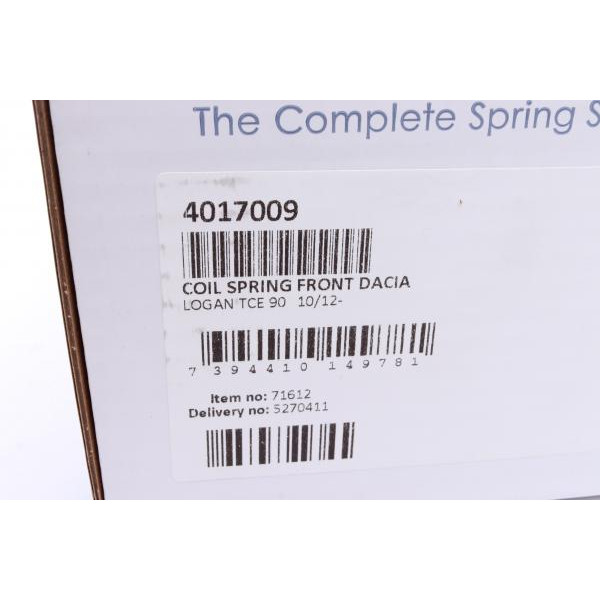 The Complete Spring S
4017009
COIL SPRING FRONT DACIA
LOGAN TCE 90 10/12-
7 394410 149781
Item no: 71612
Delivery no: 5270411